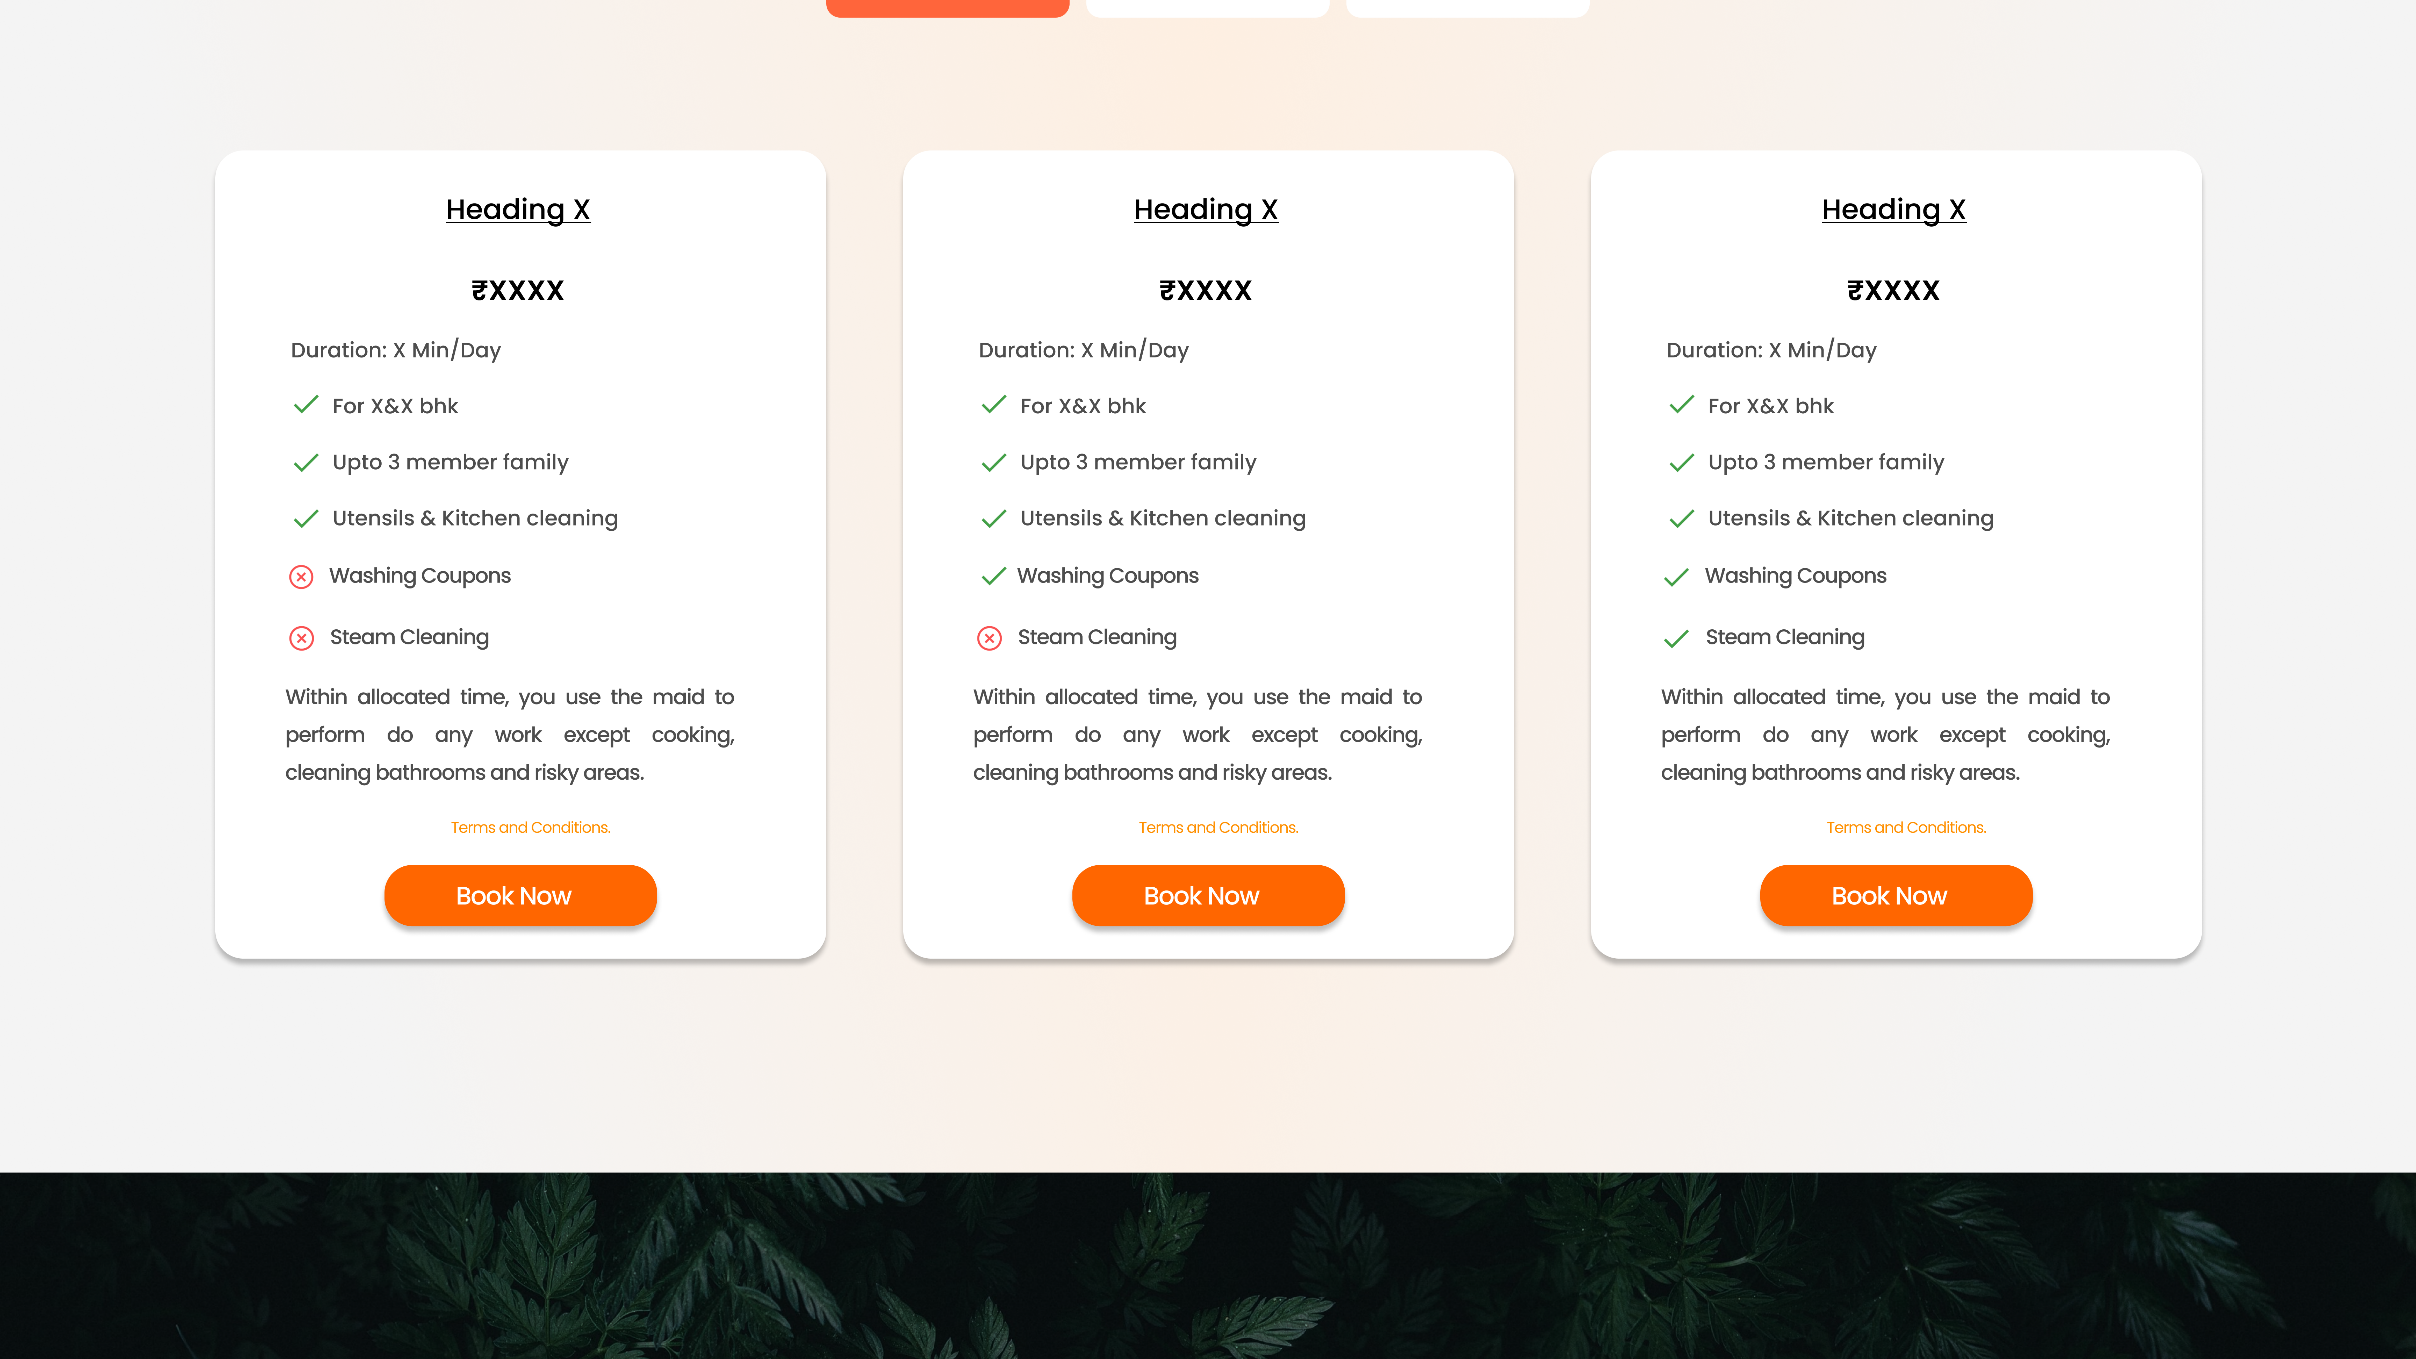 Heading X
₹XXXX
Duration: X Min/Day
For X&X bhk
Upto 3 member family
Utensils & Kitchen cleaning
Washing Coupons
Steam Cleaning
Within allocated time, you use the maid to
perform do any work except cooking,
cleaning bathrooms and risky areas.
Terms and Conditions.
Book Now
Heading X
₹XXXX
Duration: X Min/Day
For X&X bhk
Upto 3 member family
Utensils & Kitchen cleaning
Washing Coupons
Steam Cleaning
Within allocated time, you use the maid to
perform do any work except cooking,
cleaning bathrooms and risky areas.
Terms and Conditions.
Book Now
Heading X
₹XXXX
Duration: X Min/Day
For X&X bhk
Upto 3 member family
Utensils & Kitchen cleaning
Washing Coupons
Steam Cleaning
Within allocated time, you use the maid to
perform do any work except cooking,
cleaning bathrooms and risky areas.
Terms and Conditions.
Book Now